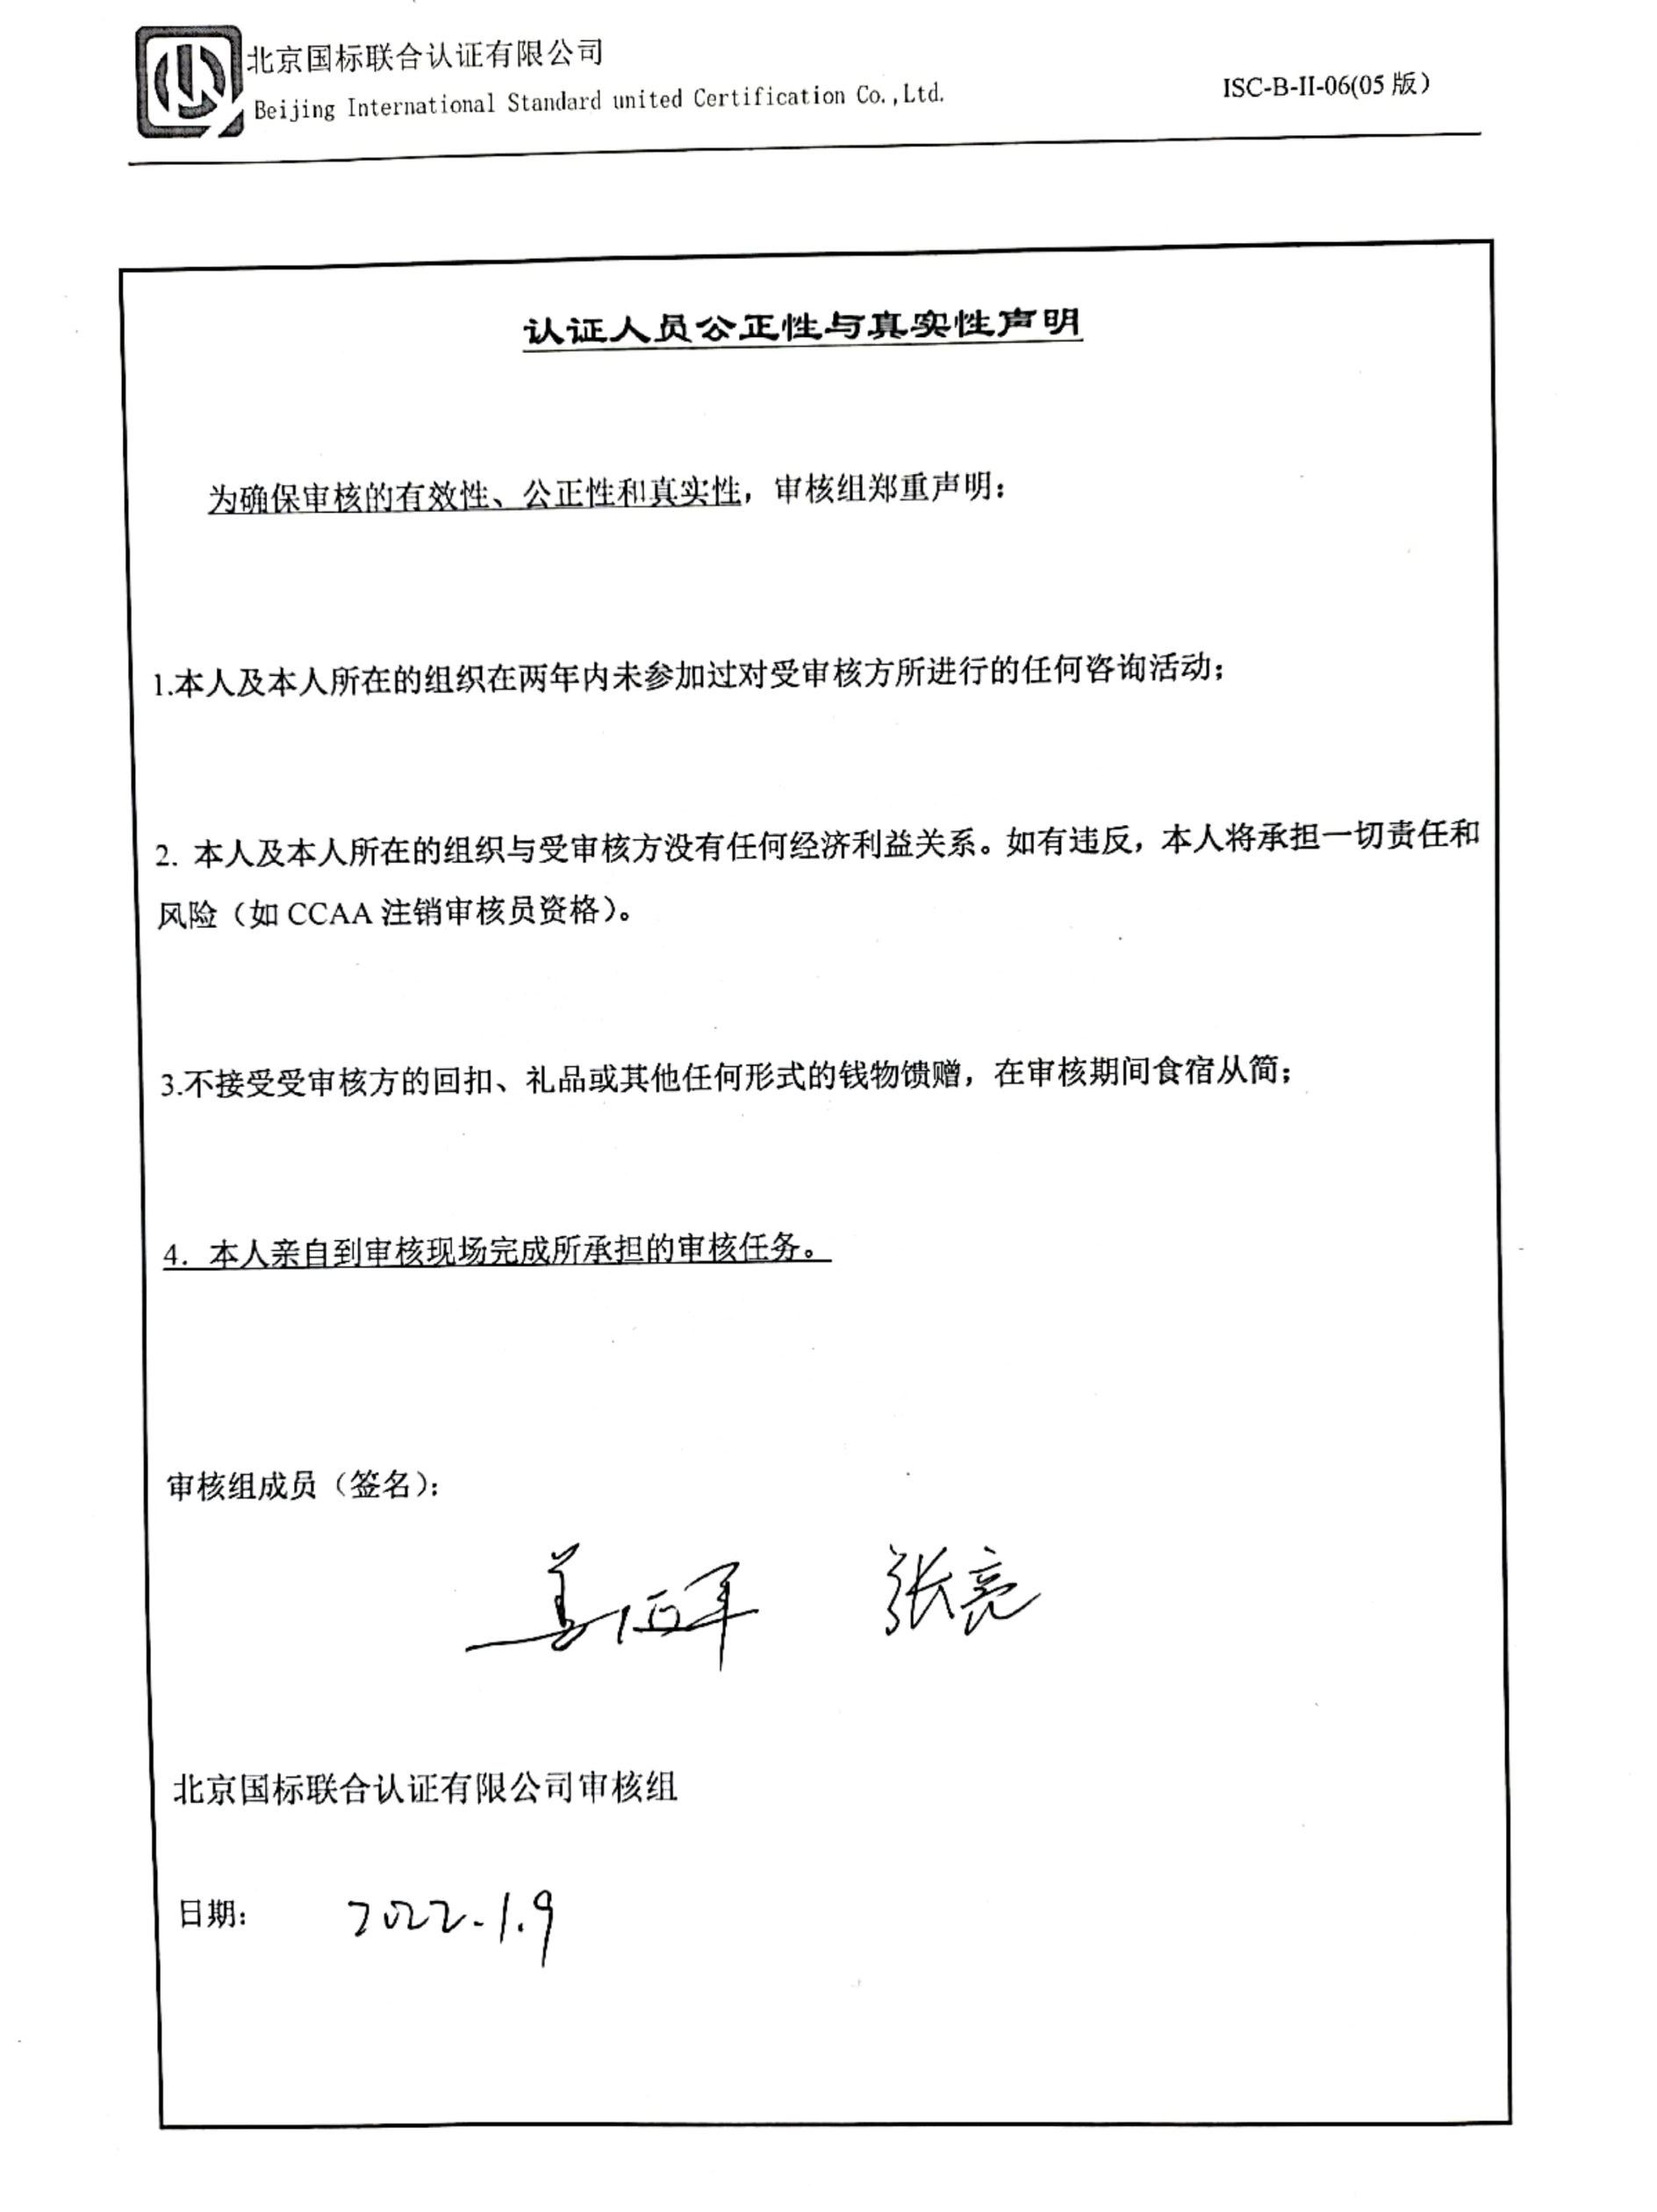 北京国标联合认证有限公司
Beijing International Standard united Certification Co.,Ltd.
ISC-B-II-06(05 版)
认证人员公正性与真实性声明
为确保审核的有效性、公正性和真实性，审核组郑重声明：
1.本人及本人所在的组织在两年内未参加过对受审核方所进行的任何咨询活动；
2. 本人及本人所在的组织与受审核方没有任何经济利益关系。如有违反，本人将承担一切责任和
风险（如 CCAA 注销审核员资格）。
3.不接受受审核方的回扣、礼品或其他任何形式的钱物馈赠，在审核期间食宿从简；
4. 本人亲自到审核现场完成所承担的审核任务。
审核组成员（签名）：
张亮
北京国标联合认证有限公司审核组
日期： 2022.1.9